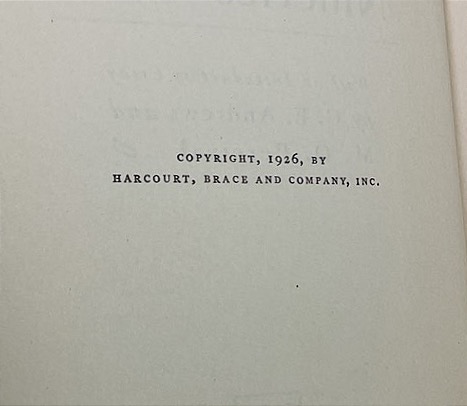 COPYRIGHT, 1926, BY
HARCOURT, BRACE AND COMPANY, INC.